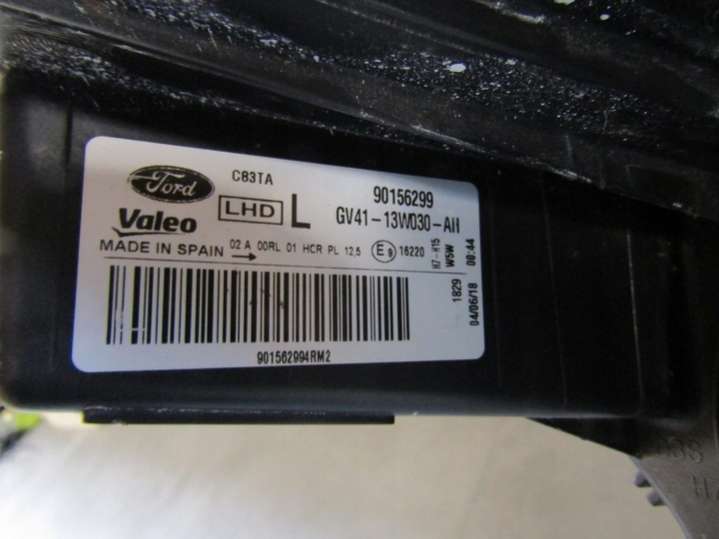 Ford
C83TA
Valeo
LHD L
90156299
GV41-13W030-AH
MADE IN SPAIN
02 A 00RL 01 HCR PL 12,5
E9 16220
H7-H15
W5W
08:44
1829
04/06/18
901562994RM2